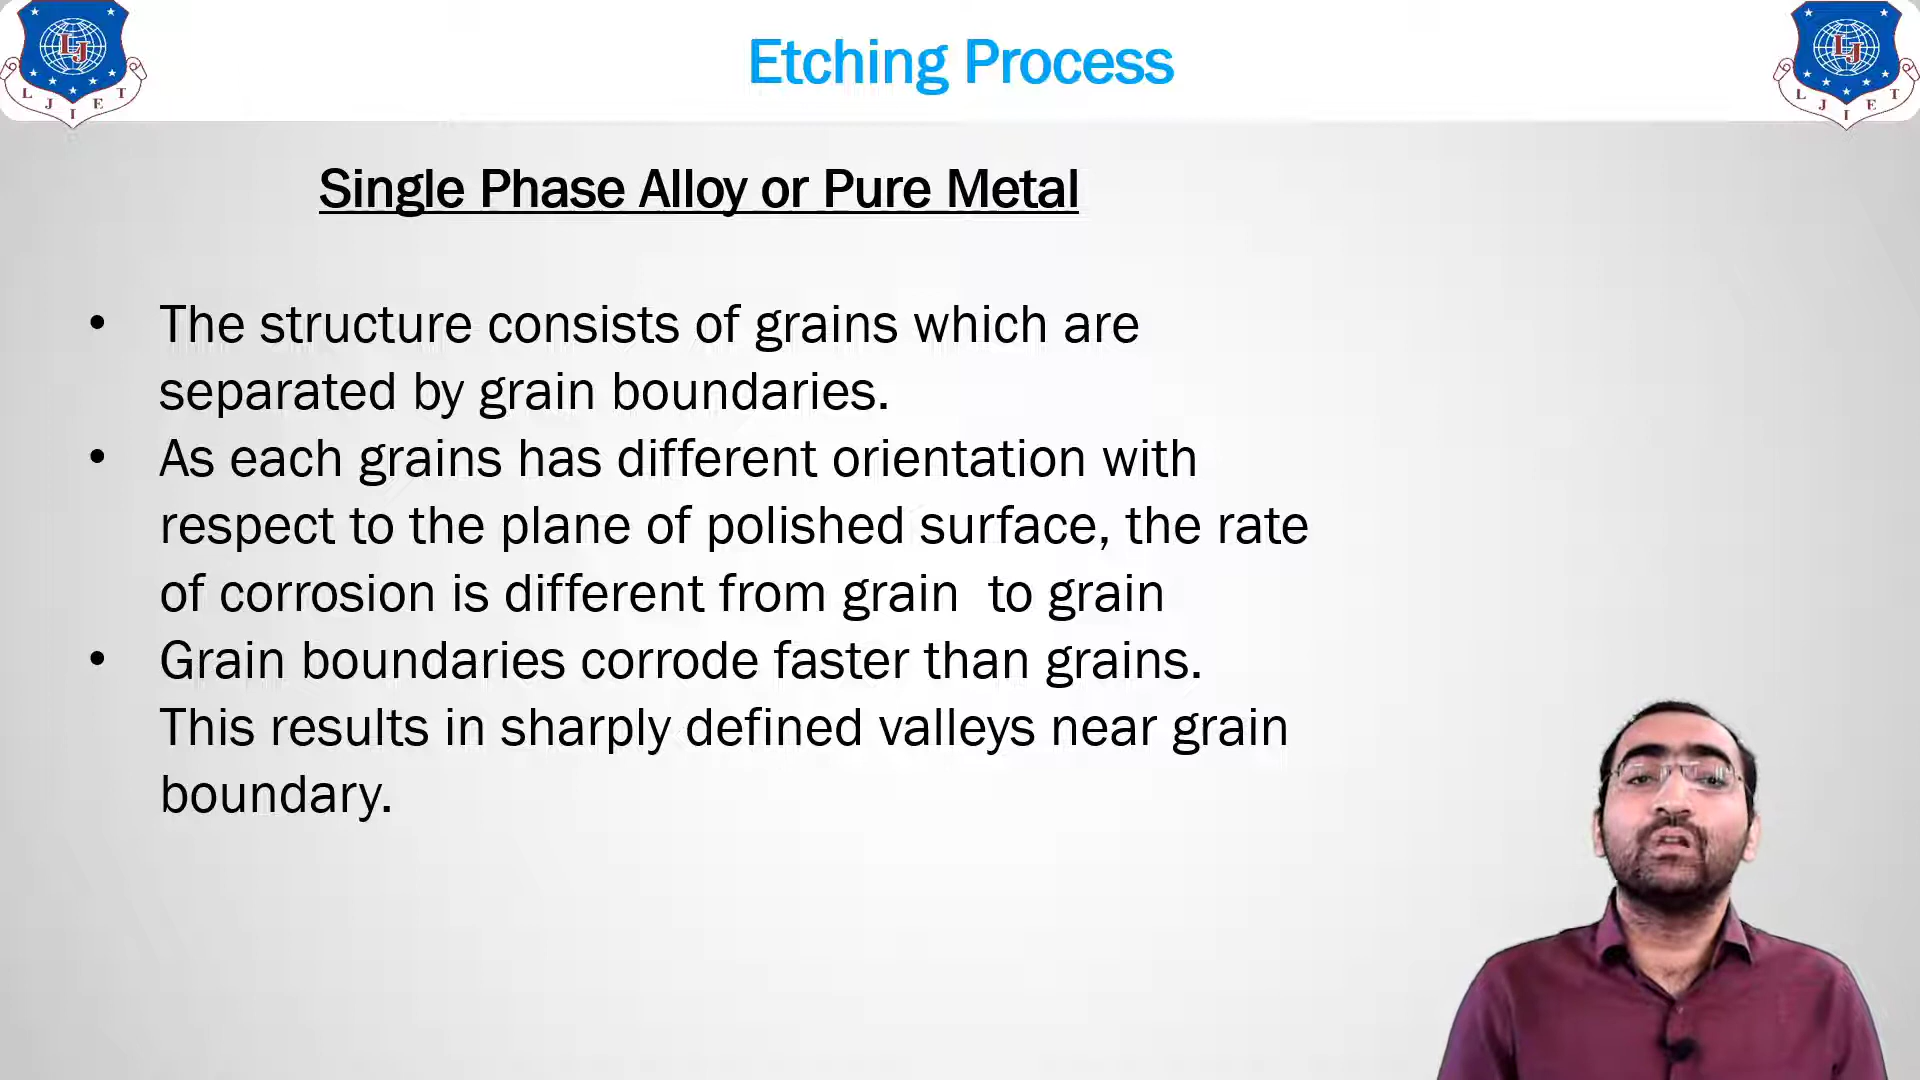 Etching Process
LJ
L J I E T
LJ
L J I E T
Single Phase Alloy or Pure Metal
• The structure consists of grains which are
separated by grain boundaries.
• As each grains has different orientation with
respect to the plane of polished surface, the rate
of corrosion is different from grain  to grain
• Grain boundaries corrode faster than grains.
This results in sharply defined valleys near grain
boundary.